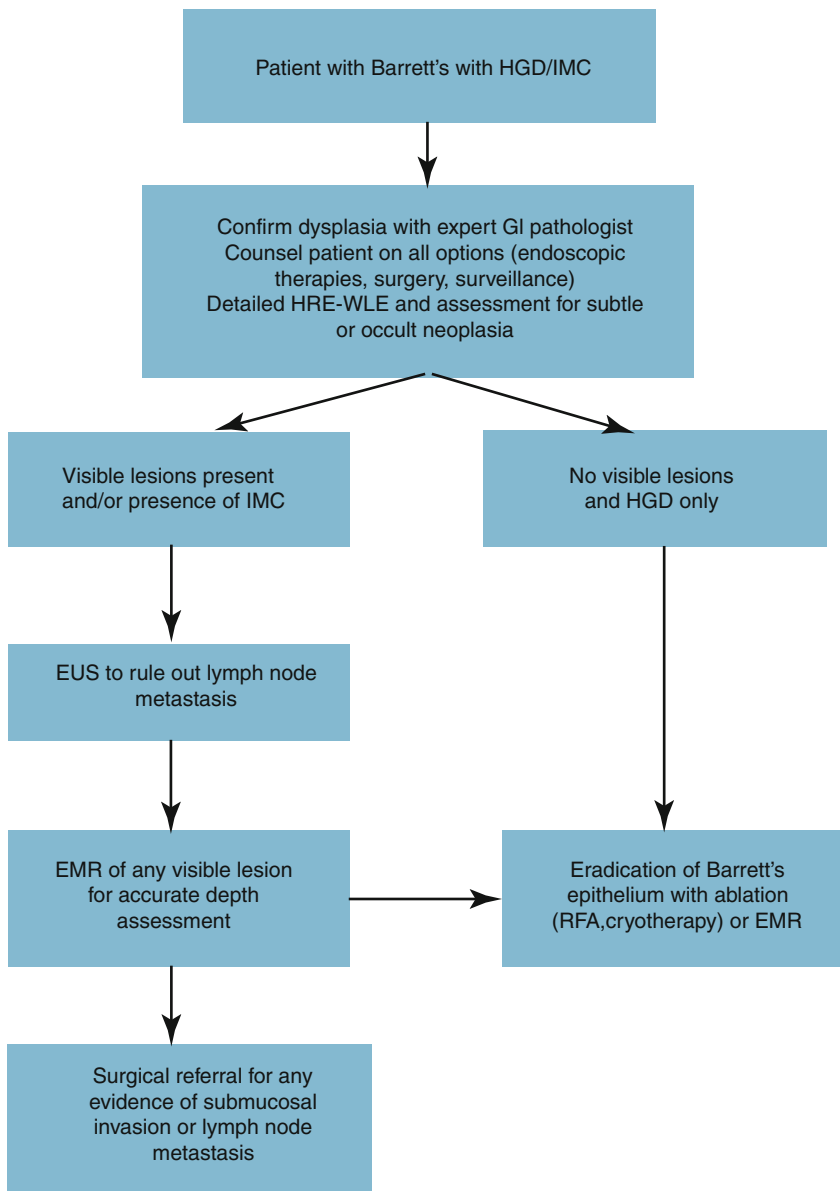 Patient with Barrett's with HGD/IMC
Confirm dysplasia with expert GI pathologist
Counsel patient on all options (endoscopic
therapies, surgery, surveillance)
Detailed HRE-WLE and assessment for subtle
or occult neoplasia
Visible lesions present
and/or presence of IMC
No visible lesions
and HGD only
EUS to rule out lymph node
metastasis
EMR of any visible lesion
for accurate depth
assessment
Eradication of Barrett's
epithelium with ablation
(RFA,cryotherapy) or EMR
Surgical referral for any
evidence of submucosal
invasion or lymph node
metastasis